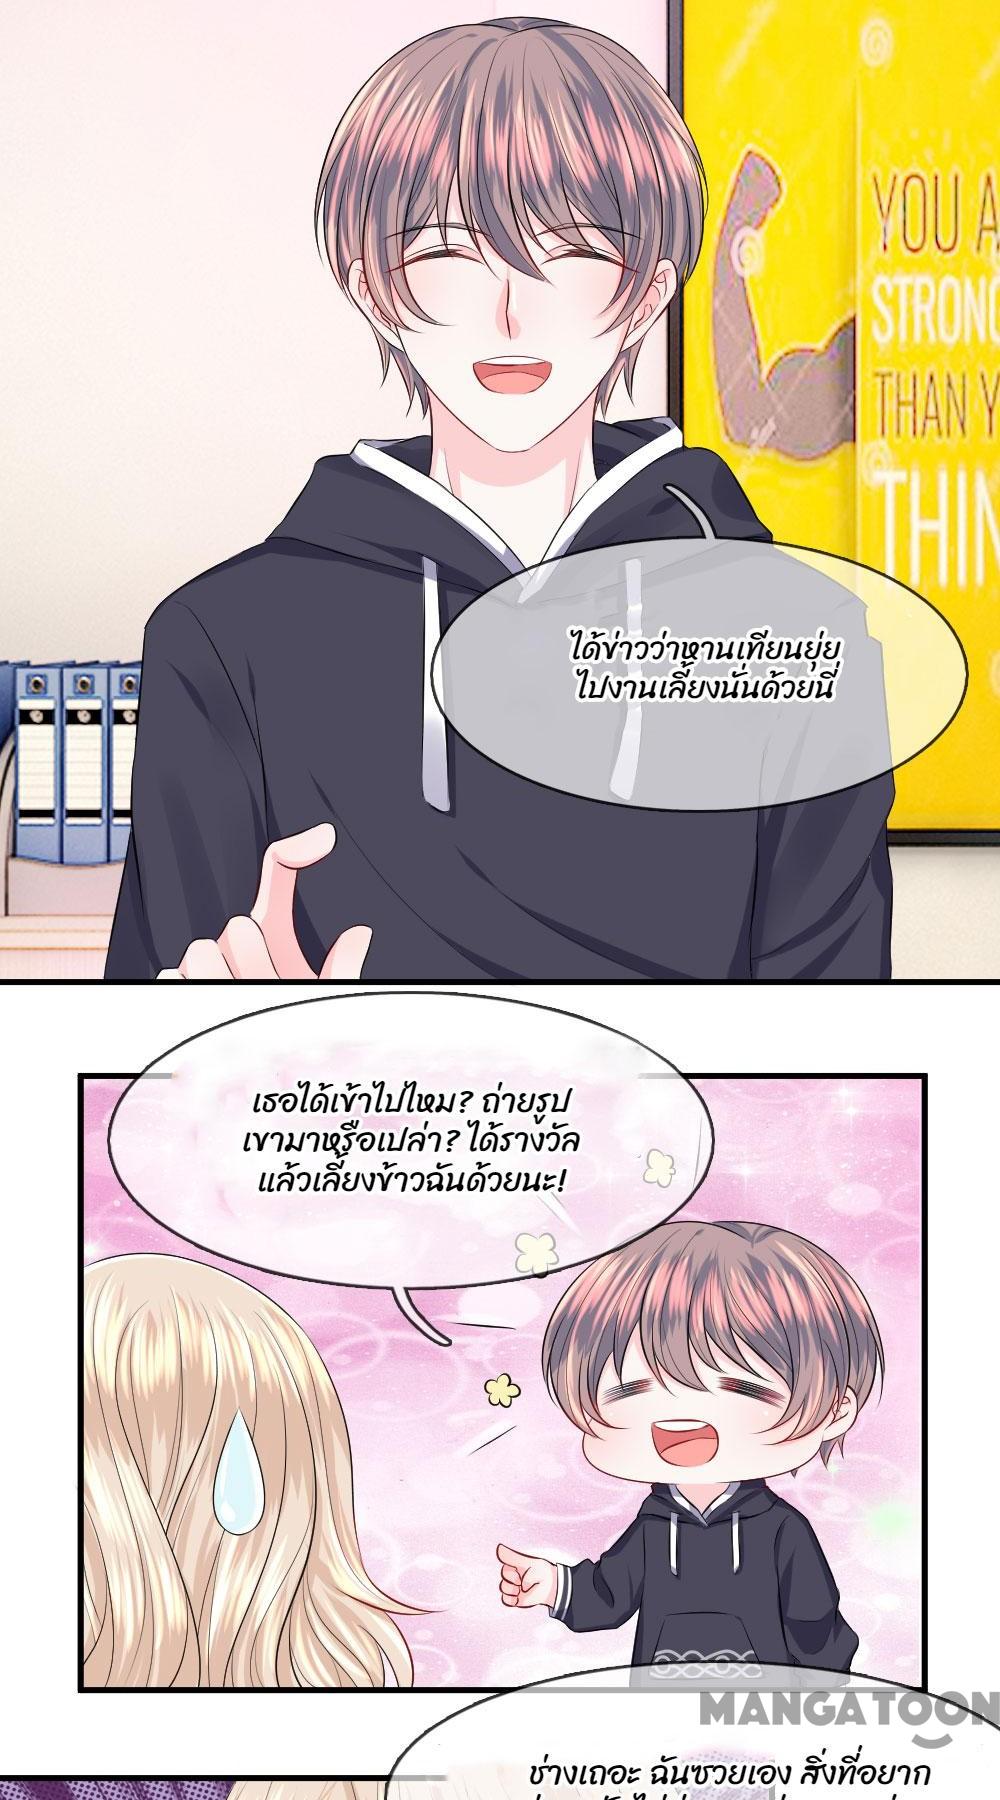 YOU A
STRONG
THAN Y
THIN
ได้ข่าวว่าหานเทียนยุ่ย
ไปงานเลี้ยงนั่นด้วยนี่
เธอได้เข้าไปไหม? ถ่ายรูป
เขามาหรือเปล่า? ได้รางวัล
แล้วเลี้ยงข้าวฉันด้วยนะ!
MANGATOON
ช่างเถอะ ฉันซวยเอง สิ่งที่อยาก